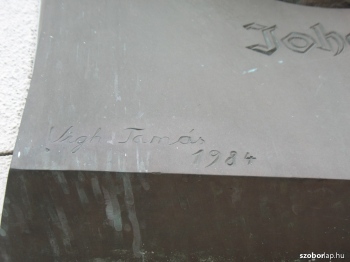 Joh
Vígh Tamás
1984
szoborlap.hu